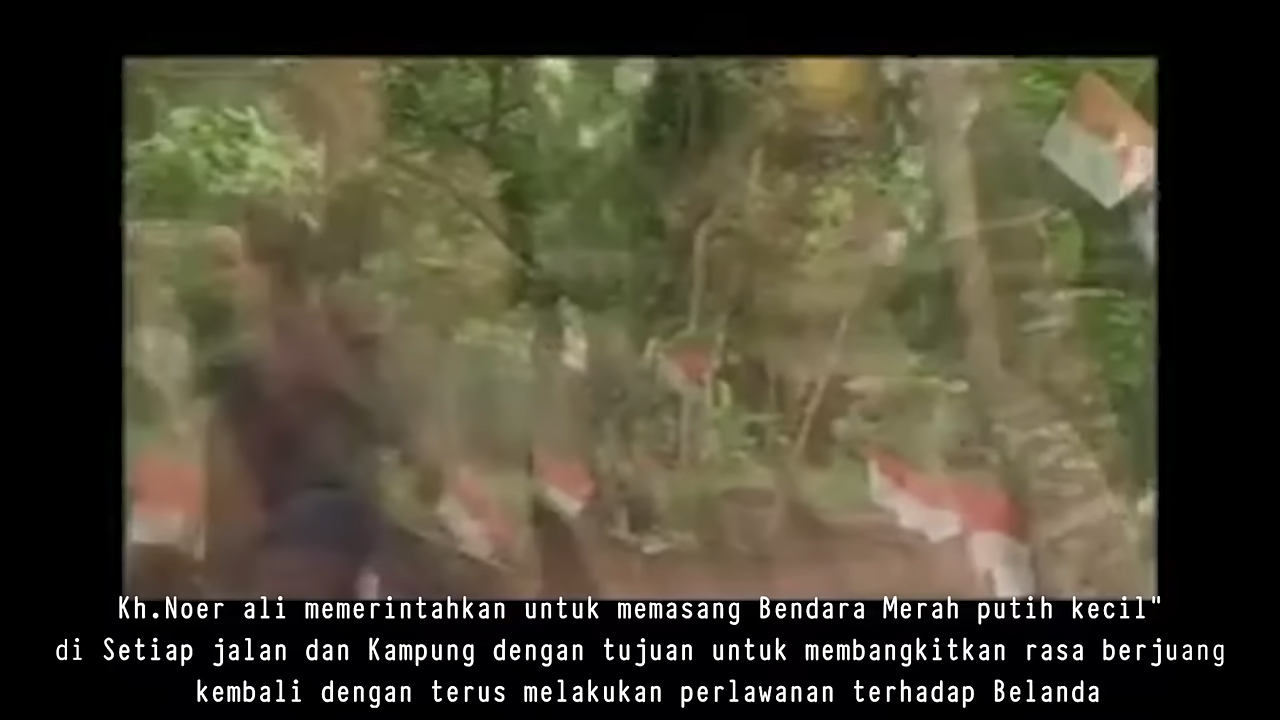 Kh.Noer ali memerintahkan untuk memasang Bendara Merah putih kecil"
di Setiap jalan dan Kampung dengan tujuan untuk membangkitkan rasa berjuang
kembali dengan terus melakukan perlawanan terhadap Belanda